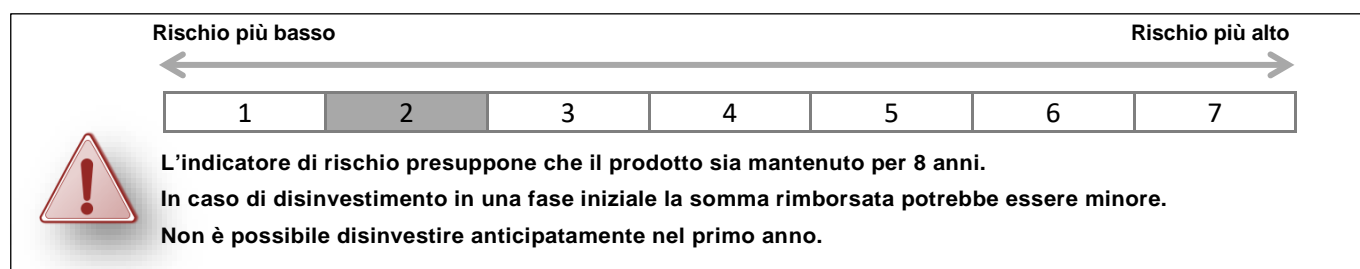 Rischio più basso Rischio più alto
1 2 3 4 5 6 7
L'indicatore di rischio presuppone che il prodotto sia mantenuto per 8 anni.
In caso di disinvestimento in una fase iniziale la somma rimborsata potrebbe essere minore.
Non è possibile disinvestire anticipatamente nel primo anno.